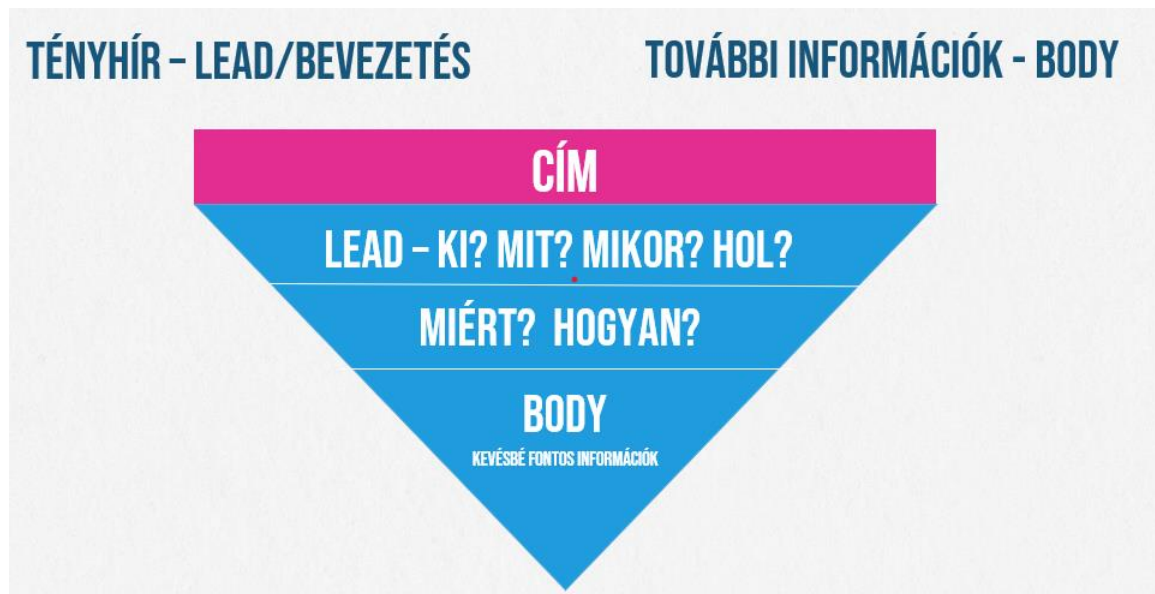 TÉNYHÍR – LEAD/BEVEZETÉS
TOVÁBBI INFORMÁCIÓK - BODY
CÍM
LEAD – KI? MIT? MIKOR? HOL?
MIÉRT? HOGYAN?
BODY
KEVÉSBÉ FONTOS INFORMÁCIÓK